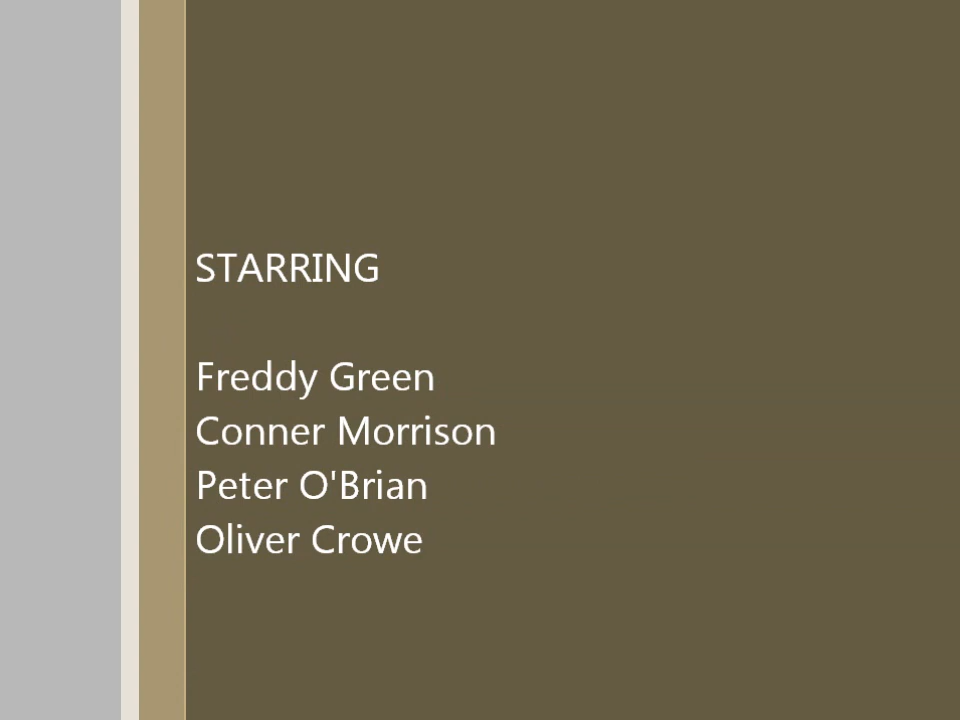 STARRING
Freddy Green
Conner Morrison
Peter O'Brian
Oliver Crowe